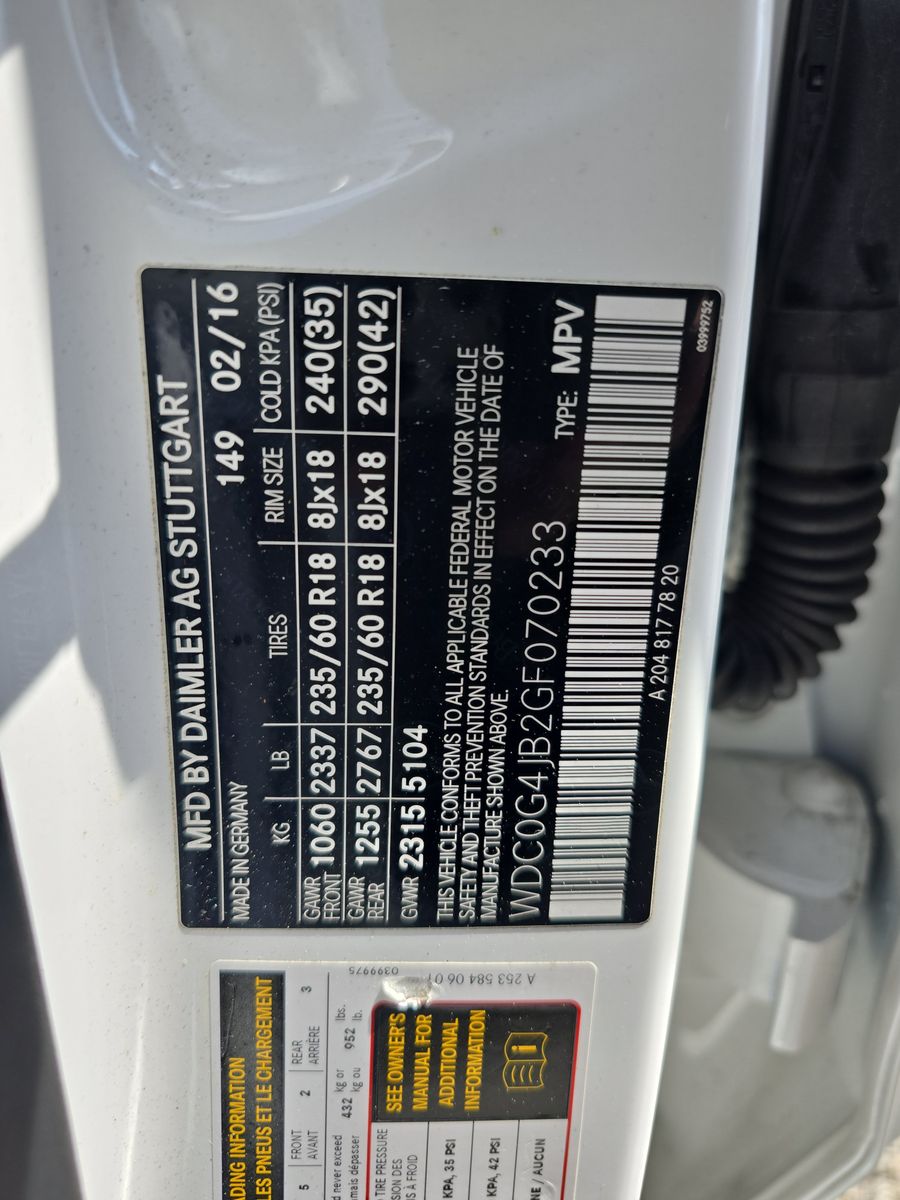 MFD BY DAIMLER AG STUTTGART
MADE IN GERMANY 149 02/16
KG LB TIRES RIM SIZE COLD KPA(PSI)
GAWR FRONT 1060 2337 235/60 R18 8Jx18 240(35)
GAWR REAR 1255 2767 235/60 R18 8Jx18 290(42)
GVWR 2315 5104
THIS VEHICLE CONFORMS TO ALL APPLICABLE FEDERAL MOTOR VEHICLE
SAFETY AND THEFT PREVENTION STANDARDS IN EFFECT ON THE DATE OF
MANUFACTURE SHOWN ABOVE.
WDC0G4JB2GF070233 TYPE: MPV
A 204 817 78 20 03999752
ADING INFORMATION
LES PNEUS ET LE CHARGEMENT
5 FRONT AVANT 2 REAR ARRIÈRE 3
d never exceed 432 kg or 952 lbs.
mais dépasser kg ou lb.
TIRE PRESSURE
SION DES
S À FROID
KPA, 35 PSI
KPA, 42 PSI
NE / AUCUN
SEE OWNER'S
MANUAL FOR
ADDITIONAL
INFORMATION
0399975
A 253 584 06 0